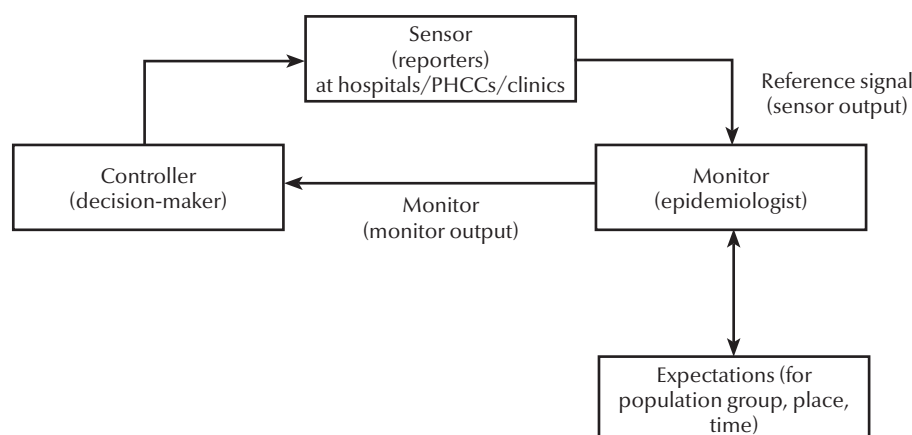 Sensor
(reporters)
at hospitals/PHCCs/clinics
Reference signal
(sensor output)
Controller
(decision-maker)
Monitor
(monitor output)
Monitor
(epidemiologist)
Expectations (for
population group, place,
time)